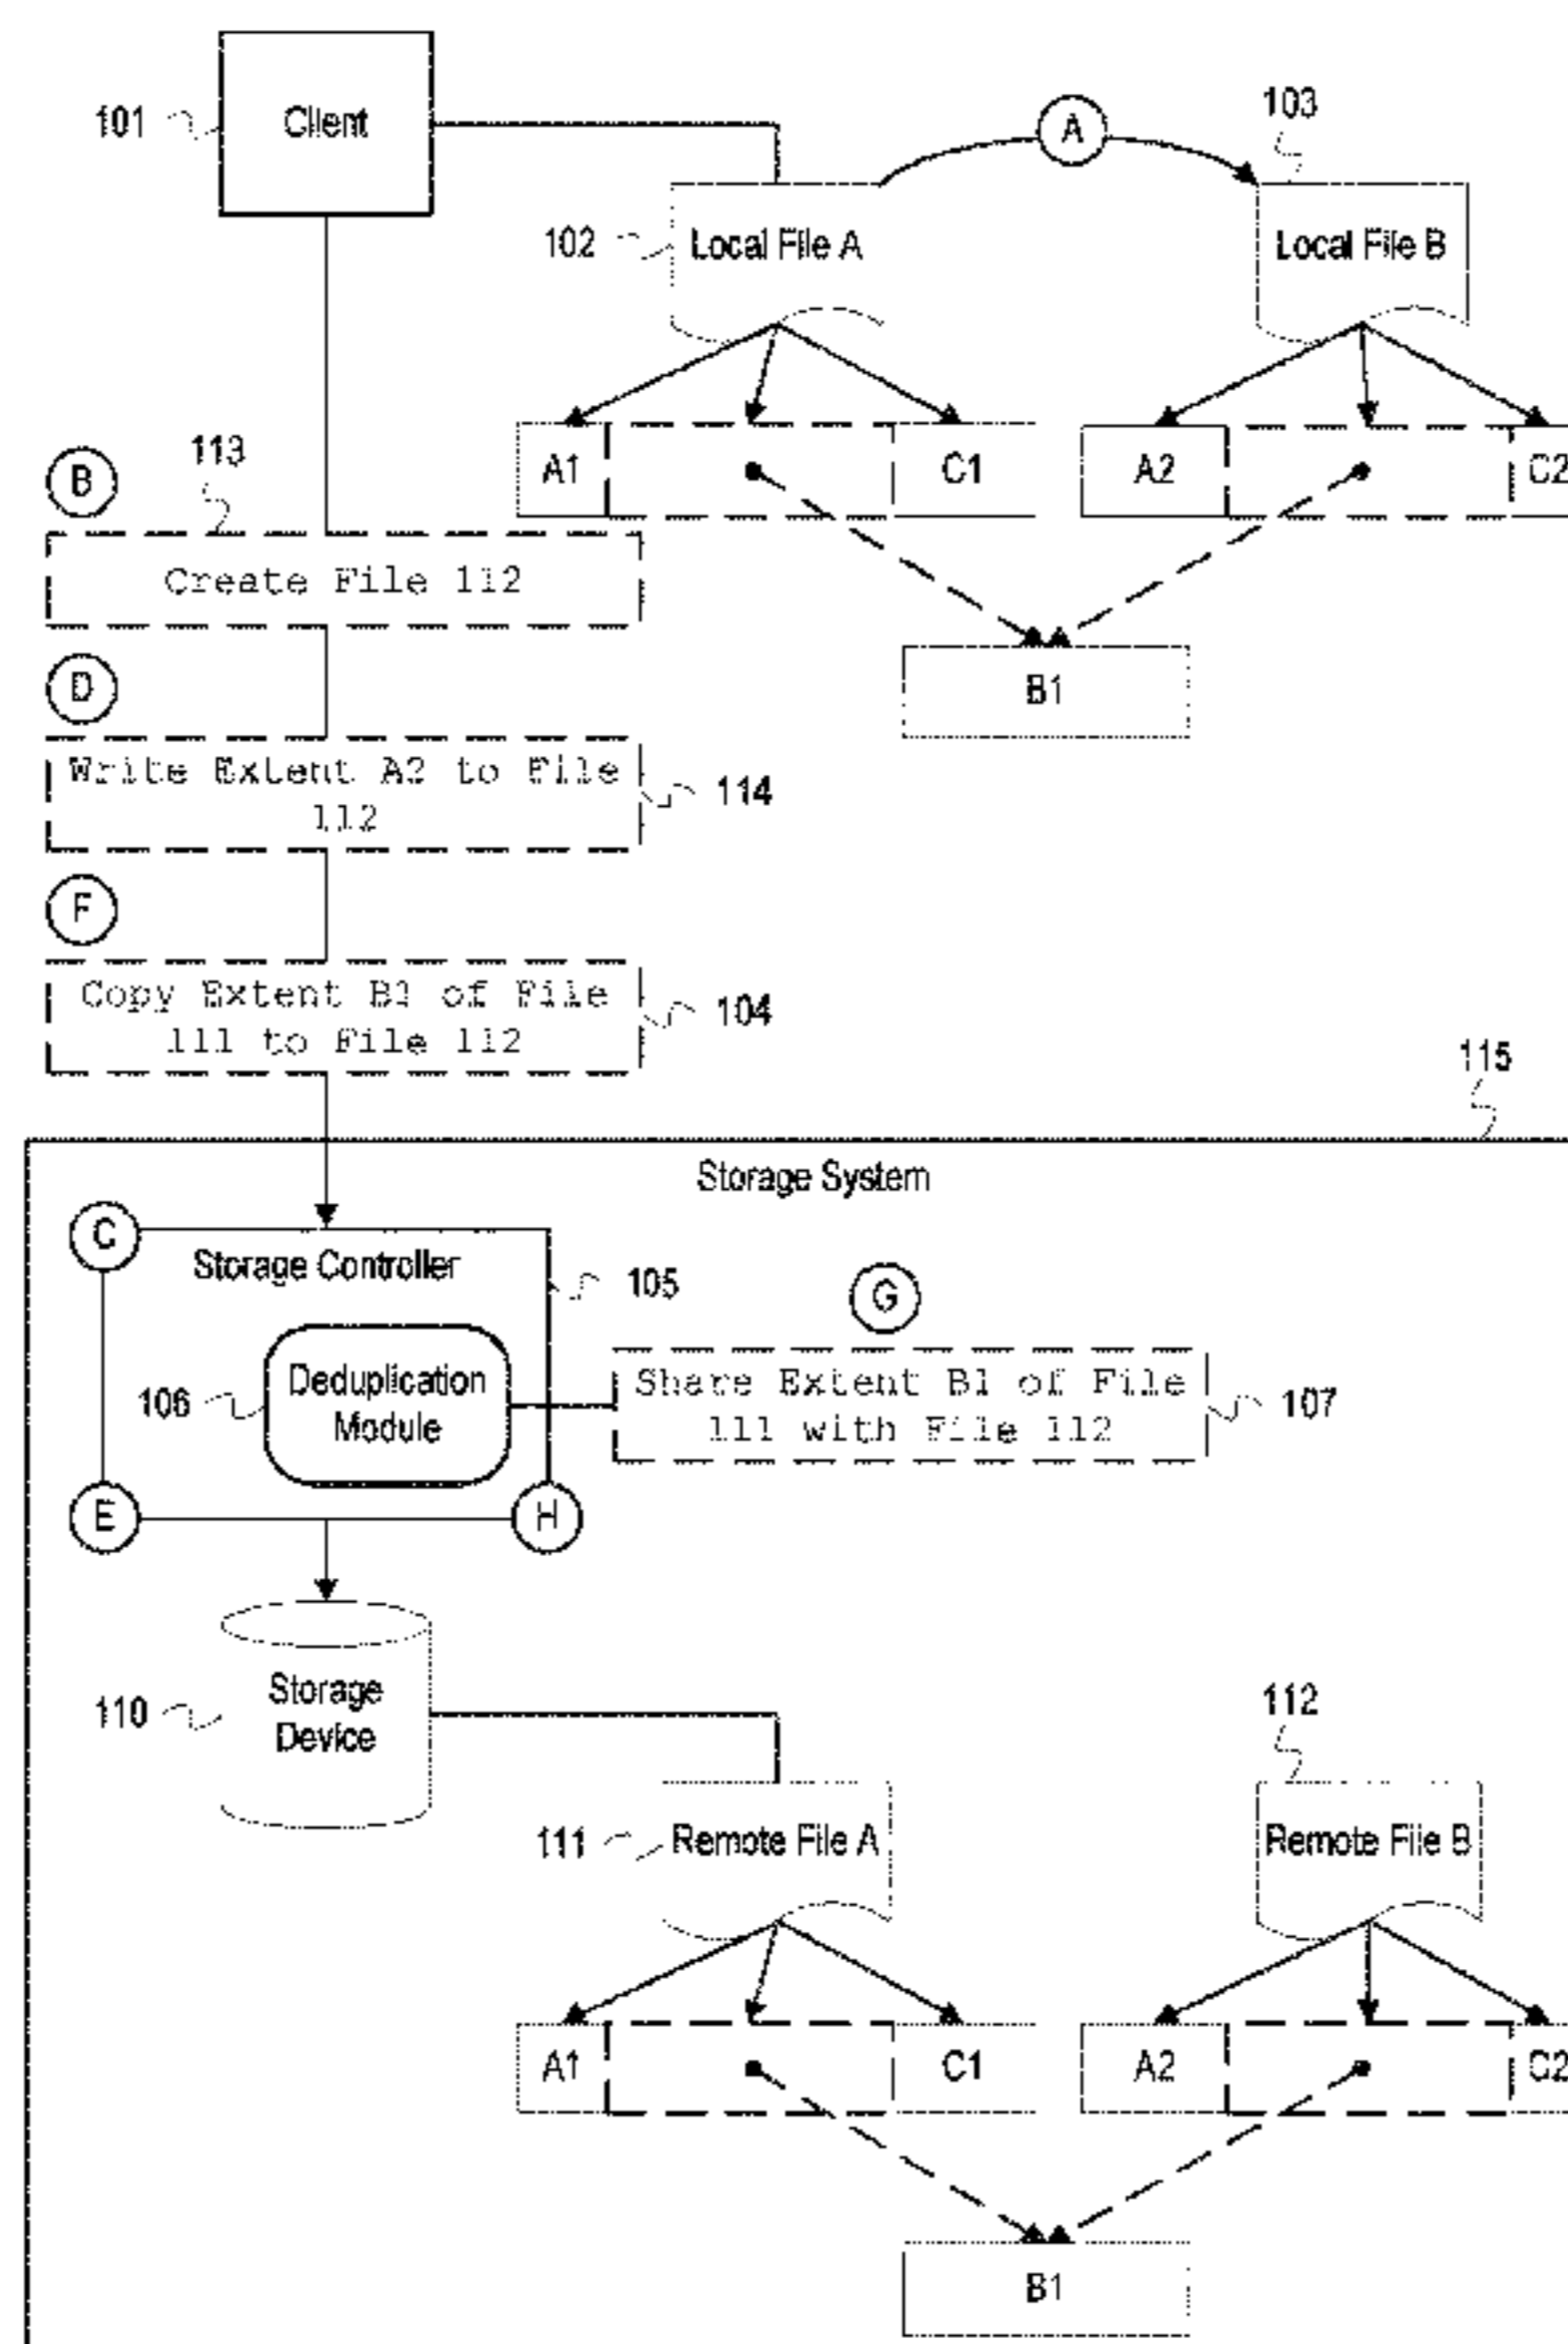 101
Client
A
103
102
Local File A
Local File B
A1
C1
A2
C2
B
113
Create File 112
B1
D
Write Extent A2 to File
112
114
F
Copy Extent B1 of File
111 to File 112
104
115
Storage System
C
Storage Controller
105
G
106
Deduplication
Module
Share Extent B1 of File
111 with File 112
107
E
H
110
Storage
Device
112
111
Remote File A
Remote File B
A1
C1
A2
C2
B1